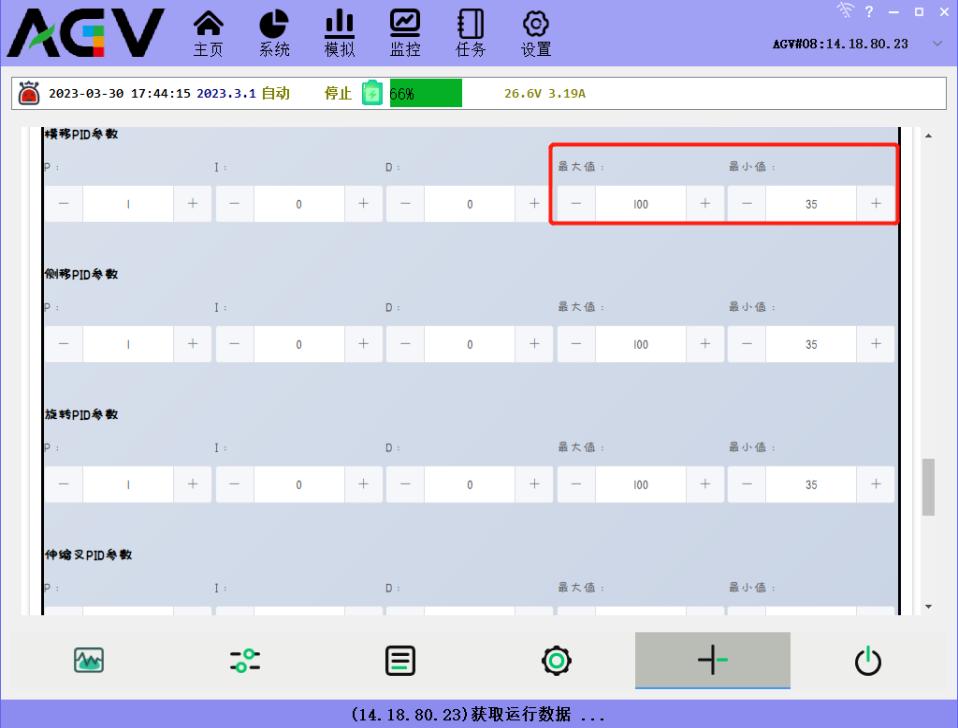 AGV
主页 系统 模拟 监控 任务 设置
?
AGV#08:14.18.80.23
2023-03-30 17:44:15 2023.3.1 自动 停止 66% 26.6V 3.19A
横移PID参数
P： I： D： 最大值： 最小值：
− 1 + − 0 + − 0 + − 100 + − 35 +
侧移PID参数
P： I： D： 最大值： 最小值：
− 1 + − 0 + − 0 + − 100 + − 35 +
旋转PID参数
P： I： D： 最大值： 最小值：
− 1 + − 0 + − 0 + − 100 + − 35 +
伸缩叉PID参数
P： I： D： 最大值： 最小值：
(14.18.80.23)获取运行数据 ...